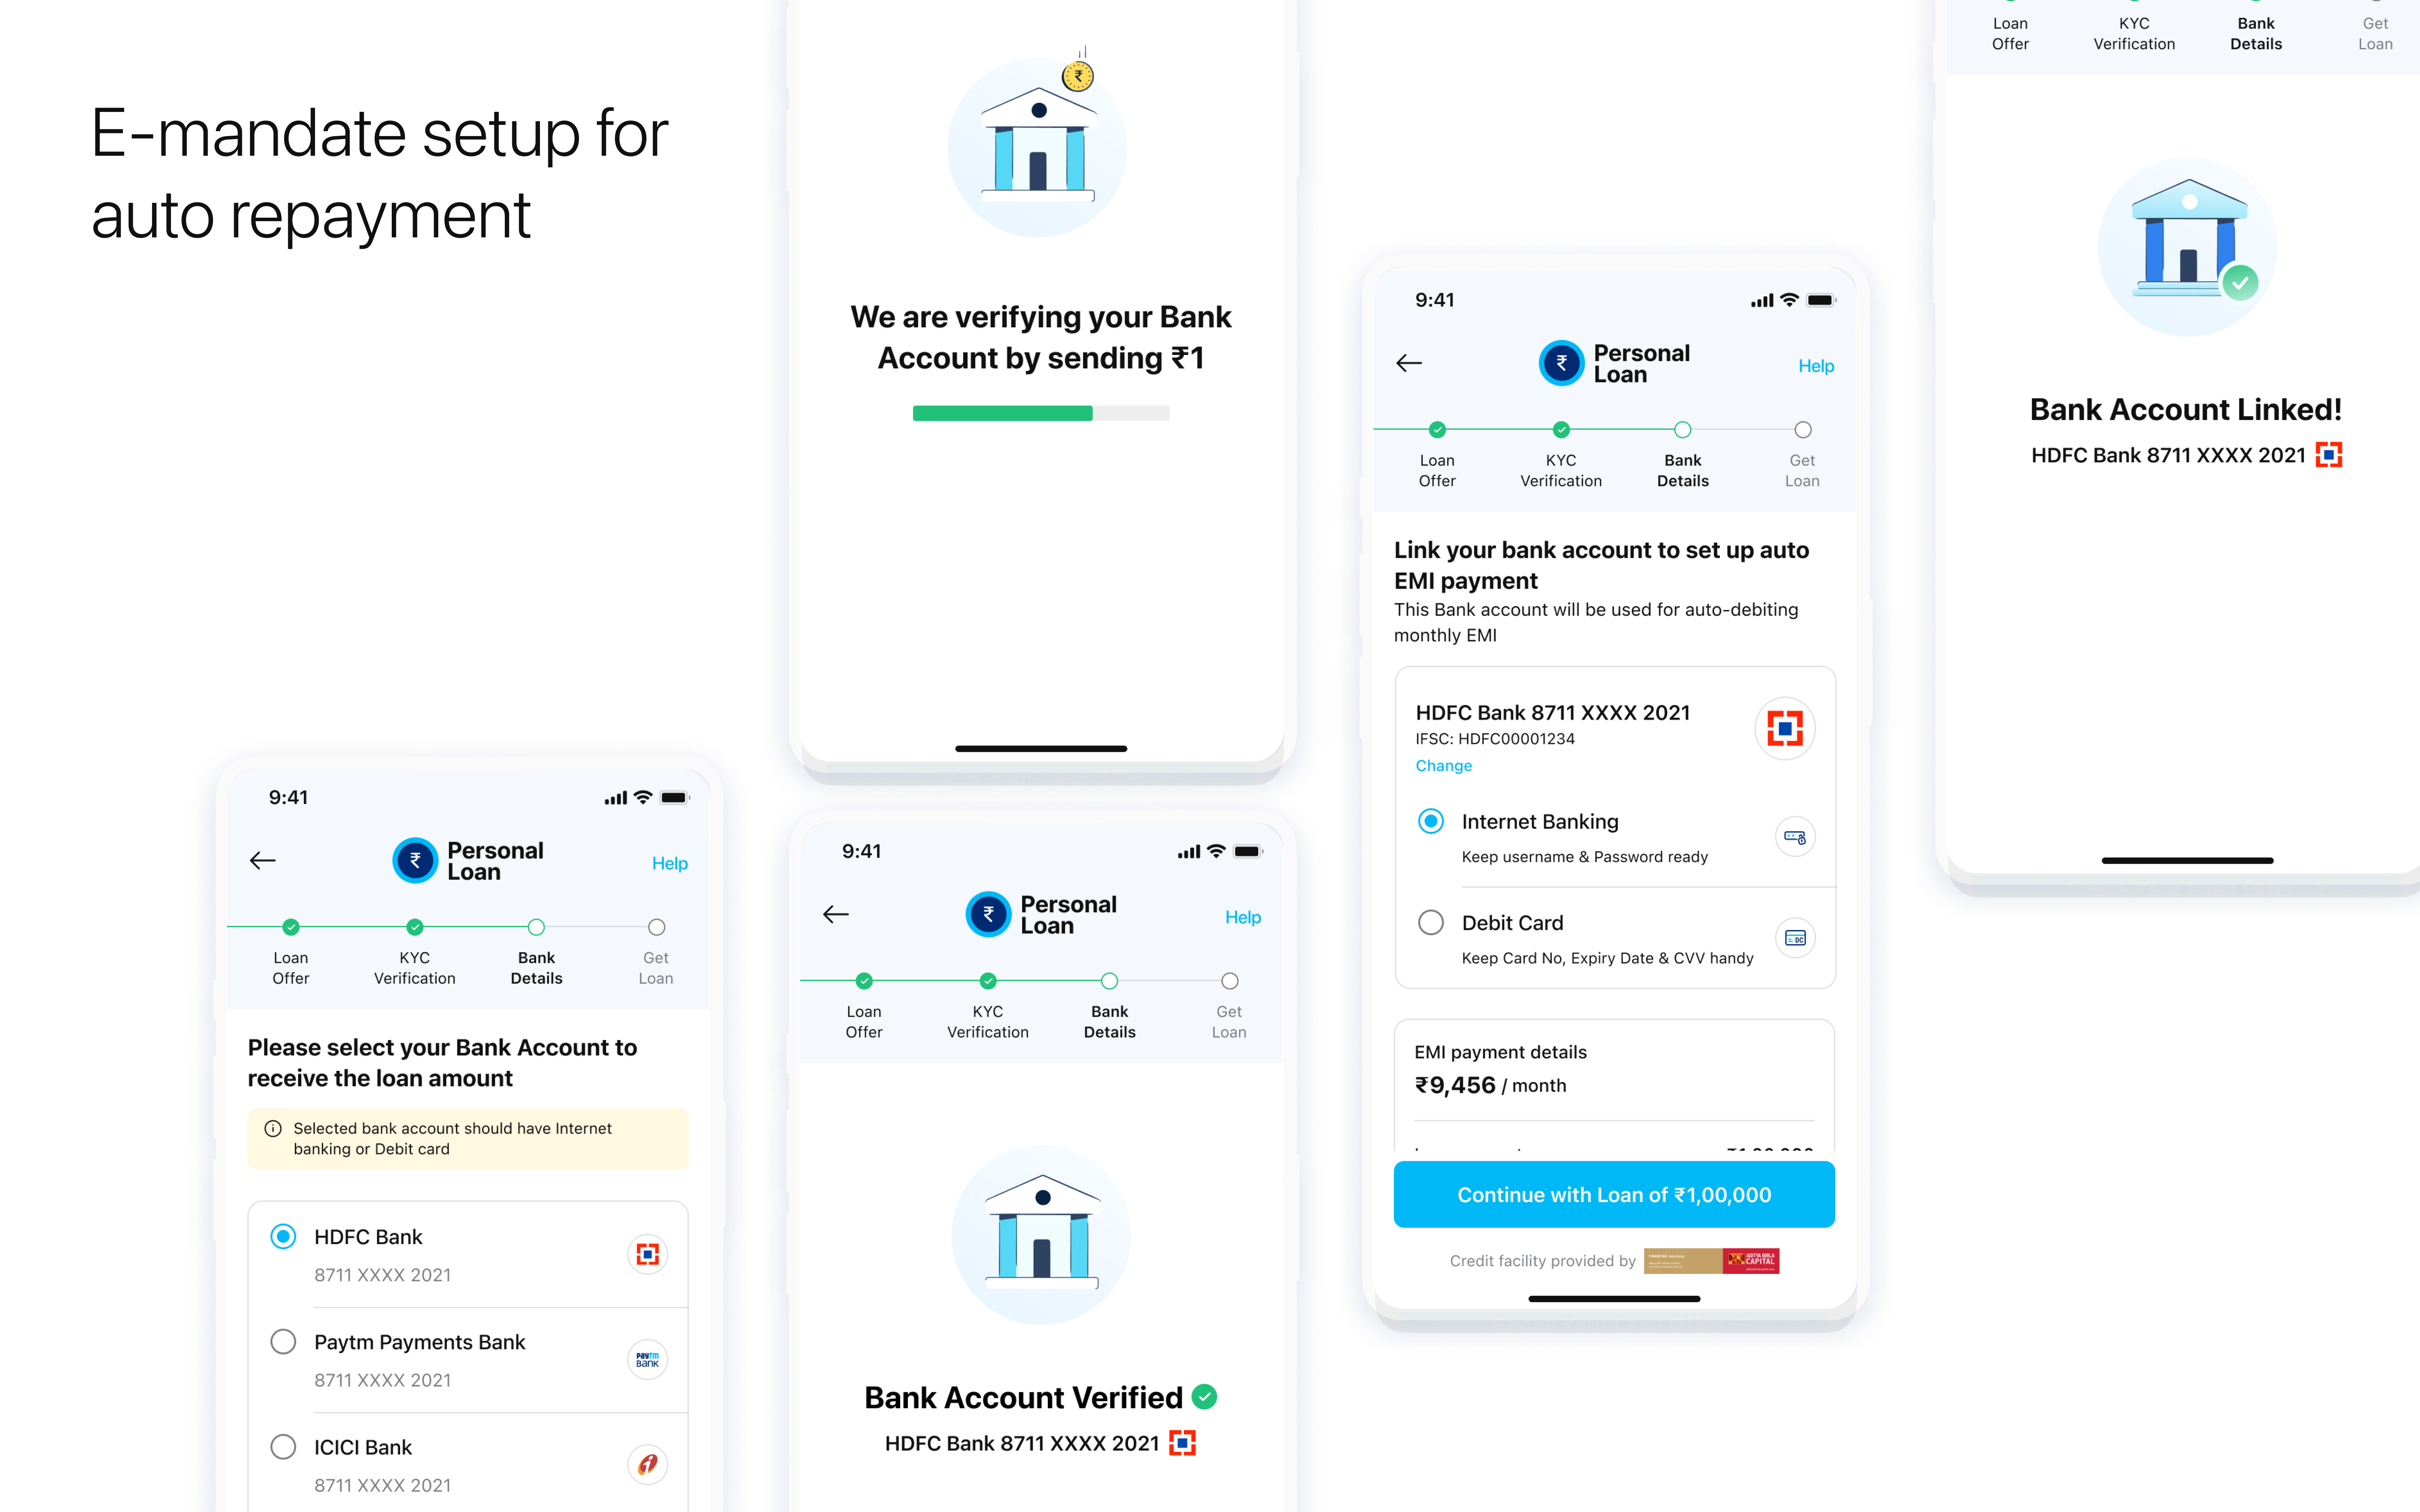 E-mandate setup for
auto repayment
We are verifying your Bank
Account by sending ₹1
9:41
₹
Personal
Loan
Help
Loan
Offer
KYC
Verification
Bank
Details
Get
Loan
Please select your Bank Account to
receive the loan amount
Selected bank account should have Internet
banking or Debit card
HDFC Bank
8711 XXXX 2021
Paytm Payments Bank
8711 XXXX 2021
paytm
BANK
ICICI Bank
8711 XXXX 2021
9:41
₹
Personal
Loan
Help
Loan
Offer
KYC
Verification
Bank
Details
Get
Loan
Bank Account Verified
HDFC Bank 8711 XXXX 2021
9:41
₹
Personal
Loan
Help
Loan
Offer
KYC
Verification
Bank
Details
Get
Loan
Link your bank account to set up auto
EMI payment
This Bank account will be used for auto-debiting
monthly EMI
HDFC Bank 8711 XXXX 2021
IFSC: HDFC00001234
Change
Internet Banking
Keep username & Password ready
Debit Card
DC
Keep Card No, Expiry Date & CVV handy
EMI payment details
₹9,456 / month
Continue with Loan of ₹1,00,000
Credit facility provided by
ADITYA BIRLA
CAPITAL
Loan
Offer
KYC
Verification
Bank
Details
Get
Loan
Bank Account Linked!
HDFC Bank 8711 XXXX 2021